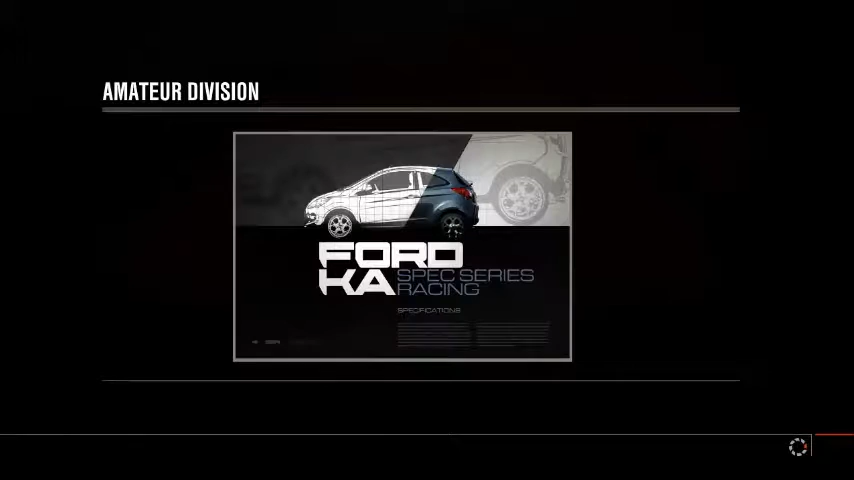 AMATEUR DIVISION
FORD
KA SPEC SERIES
RACING
SPECIFICATIONS